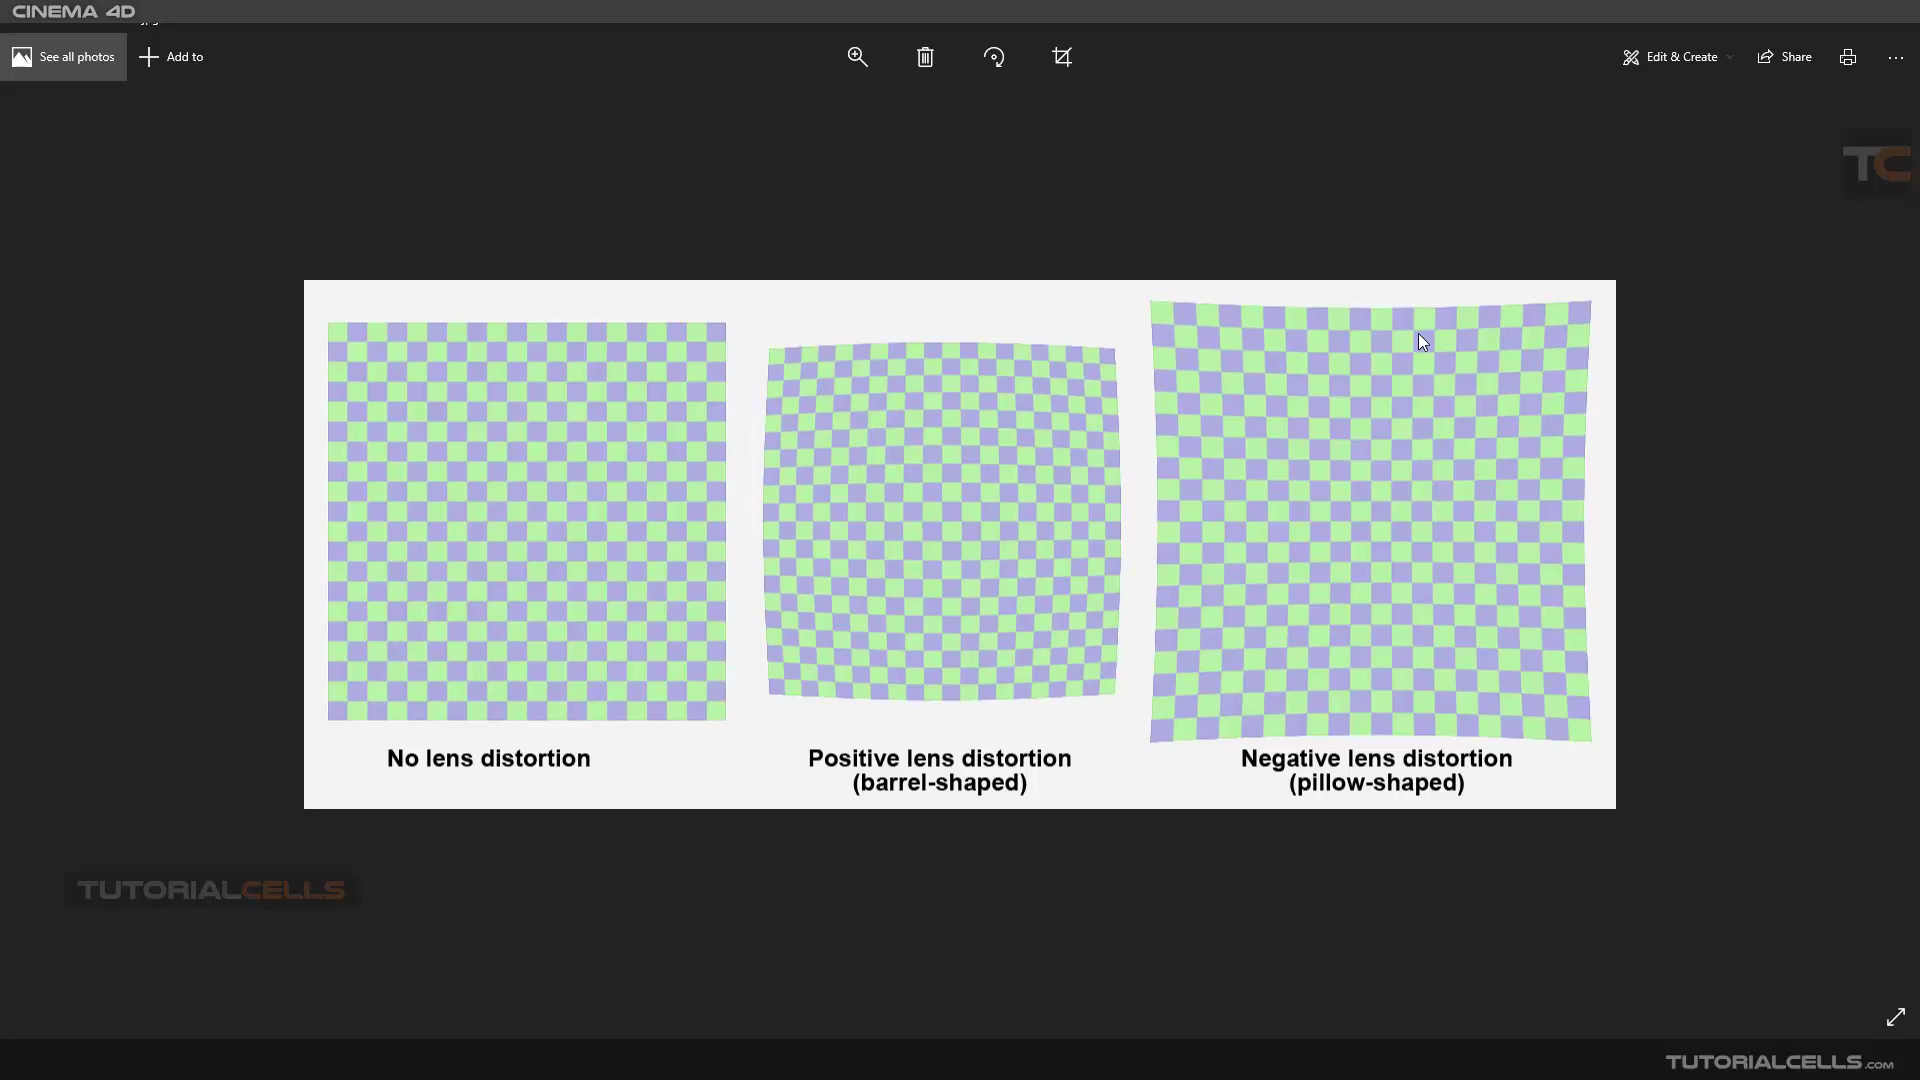 CINEMA 4D
See all photos
Add to
Edit & Create
Share
TC
No lens distortion
Positive lens distortion
(barrel-shaped)
Negative lens distortion
(pillow-shaped)
TUTORIALCELLS
TUTORIALCELLS.COM